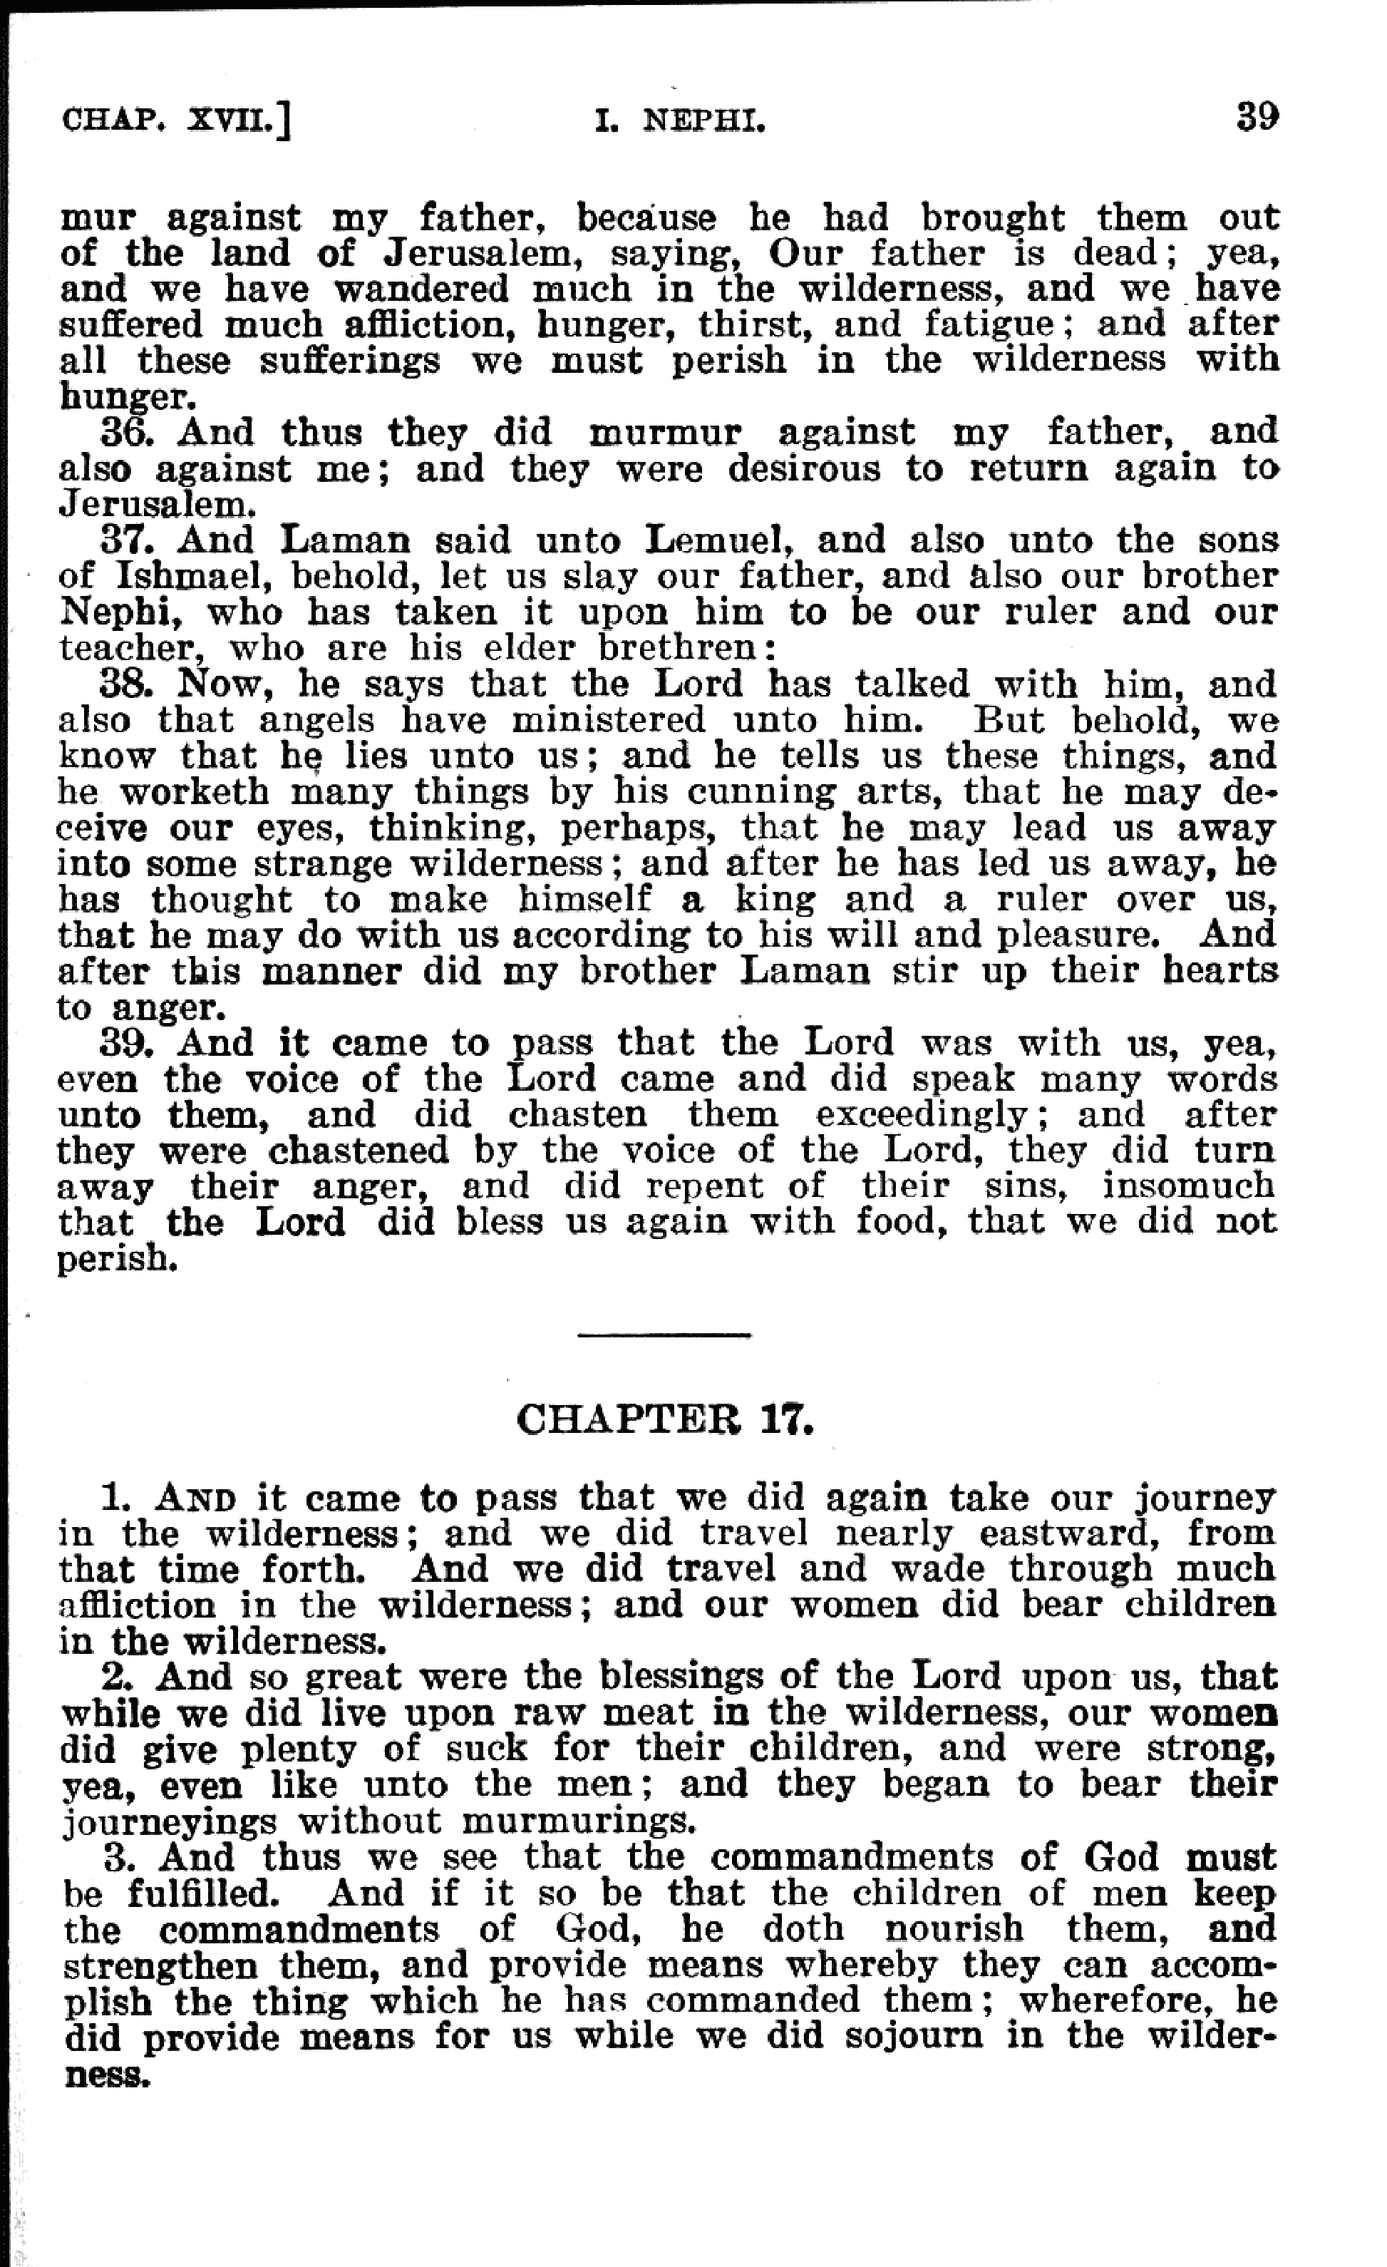 CHAP. XVII.] I. NEPHI. 39
mur against my father, because he had brought them out
of the land of Jerusalem, saying, Our father is dead; yea,
and we have wandered much in the wilderness, and we have
suffered much affliction, hunger, thirst, and fatigue; and after
all these sufferings we must perish in the wilderness with
hunger.
36. And thus they did murmur against my father, and
also against me; and they were desirous to return again to
Jerusalem.
37. And Laman said unto Lemuel, and also unto the sons
of Ishmael, behold, let us slay our father, and also our brother
Nephi, who has taken it upon him to be our ruler and our
teacher, who are his elder brethren:
38. Now, he says that the Lord has talked with him, and
also that angels have ministered unto him. But behold, we
know that he lies unto us; and he tells us these things, and
he worketh many things by his cunning arts, that he may de-
ceive our eyes, thinking, perhaps, that he may lead us away
into some strange wilderness; and after he has led us away, he
has thought to make himself a king and a ruler over us,
that he may do with us according to his will and pleasure. And
after this manner did my brother Laman stir up their hearts
to anger.
39. And it came to pass that the Lord was with us, yea,
even the voice of the Lord came and did speak many words
unto them, and did chasten them exceedingly; and after
they were chastened by the voice of the Lord, they did turn
away their anger, and did repent of their sins, insomuch
that the Lord did bless us again with food, that we did not
perish.
CHAPTER 17.
1. AND it came to pass that we did again take our journey
in the wilderness; and we did travel nearly eastward, from
that time forth. And we did travel and wade through much
affliction in the wilderness; and our women did bear children
in the wilderness.
2. And so great were the blessings of the Lord upon us, that
while we did live upon raw meat in the wilderness, our women
did give plenty of suck for their children, and were strong,
yea, even like unto the men; and they began to bear their
journeyings without murmurings.
3. And thus we see that the commandments of God must
be fulfilled. And if it so be that the children of men keep
the commandments of God, he doth nourish them, and
strengthen them, and provide means whereby they can accom-
plish the thing which he has commanded them; wherefore, he
did provide means for us while we did sojourn in the wilder-
ness.